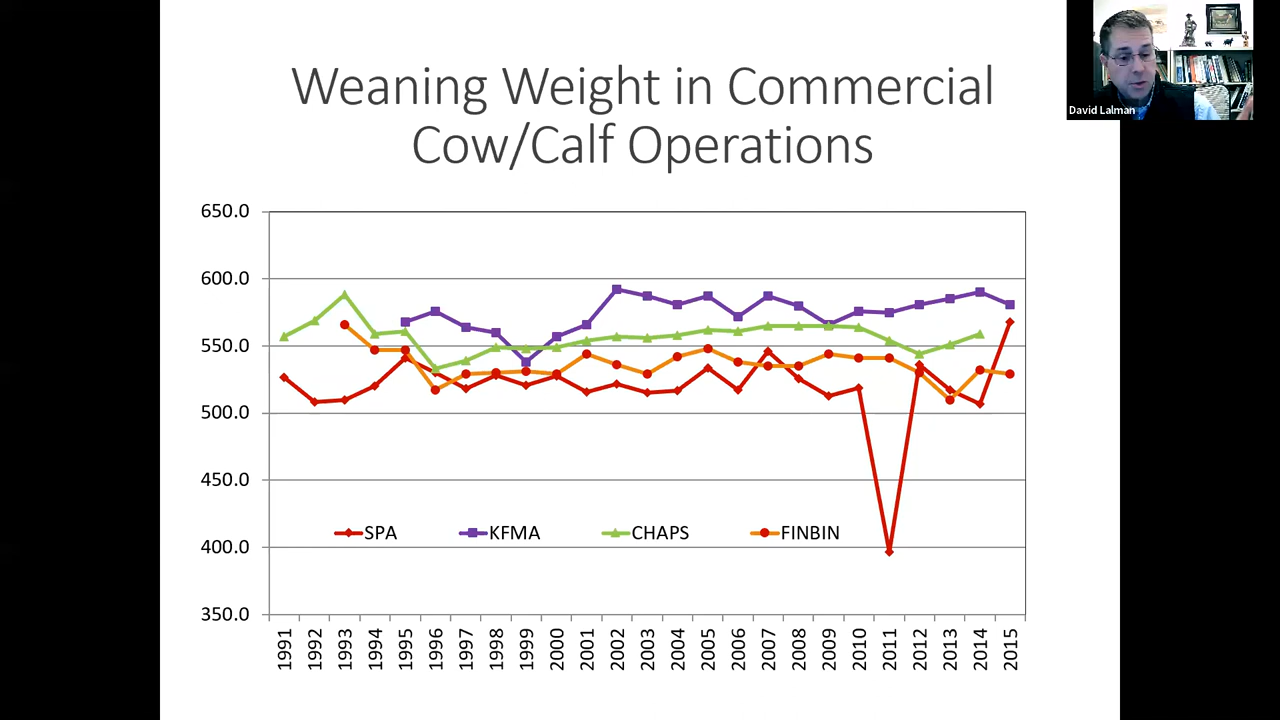 David Lalman
Weaning Weight in Commercial
Cow/Calf Operations
650.0
600.0
550.0
500.0
450.0
400.0
350.0
SPA KFMA CHAPS FINBIN
1991 1992 1993 1994 1995 1996 1997 1998 1999 2000 2001 2002 2003 2004 2005 2006 2007 2008 2009 2010 2011 2012 2013 2014 2015